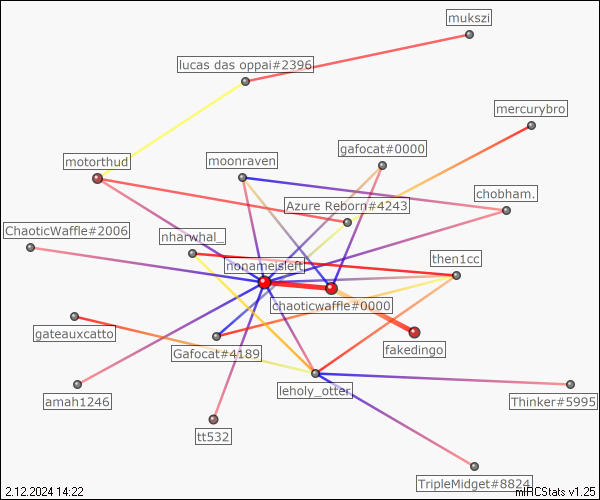 mukszi
lucas das oppai#2396
mercurybro
gafocat#0000
motorthud
moonraven
chobham.
Azure Reborn#4243
ChaoticWaffle#2006
nharwhal_
then1cc
nonameisleft
chaoticwaffle#0000
gateauxcatto
Gafocat#4189
fakedingo
leholy_otter
amah1246
Thinker#5995
tt532
TripleMidget#8824
2.12.2024 14:22
mIRCStats v1.25